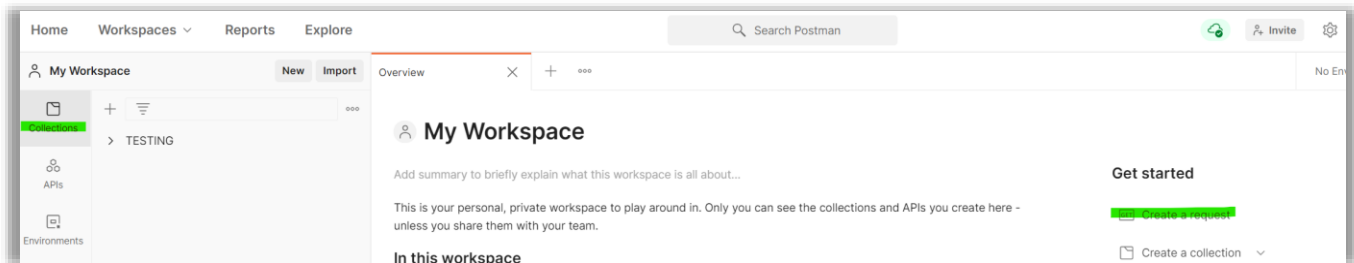 Home Workspaces Reports Explore Search Postman Invite
My Workspace New Import Overview No En
Collections
TESTING
APIs
Environments
My Workspace
Add summary to briefly explain what this workspace is all about...
This is your personal, private workspace to play around in. Only you can see the collections and APIs you create here -
unless you share them with your team.
In this workspace
Get started
GET Create a request
Create a collection